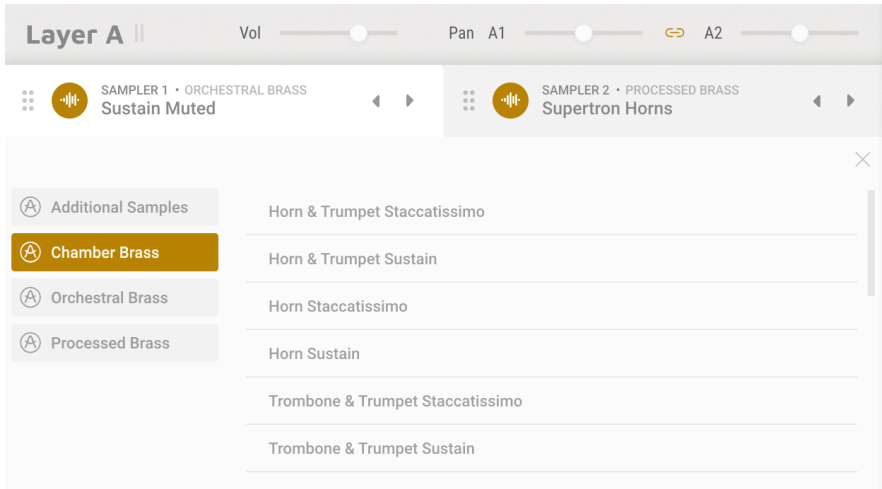 Layer A
Vol
Pan A1
A2
SAMPLER 1 • ORCHESTRAL BRASS
Sustain Muted
SAMPLER 2 • PROCESSED BRASS
Supertron Horns
Additional Samples
Chamber Brass
Orchestral Brass
Processed Brass
Horn & Trumpet Staccatissimo
Horn & Trumpet Sustain
Horn Staccatissimo
Horn Sustain
Trombone & Trumpet Staccatissimo
Trombone & Trumpet Sustain